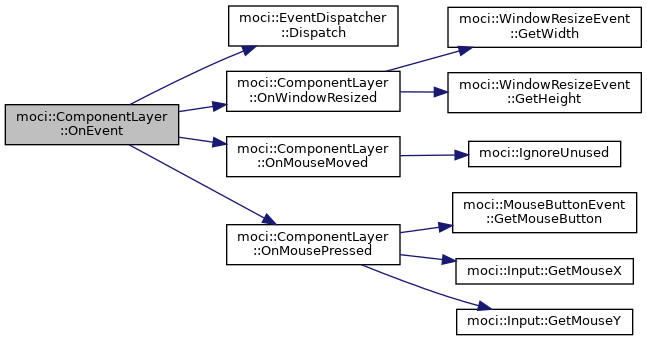 moci::ComponentLayer
::OnEvent
moci::EventDispatcher
::Dispatch
moci::ComponentLayer
::OnWindowResized
moci::WindowResizeEvent
::GetWidth
moci::WindowResizeEvent
::GetHeight
moci::ComponentLayer
::OnMouseMoved
moci::IgnoreUnused
moci::ComponentLayer
::OnMousePressed
moci::MouseButtonEvent
::GetMouseButton
moci::Input::GetMouseX
moci::Input::GetMouseY